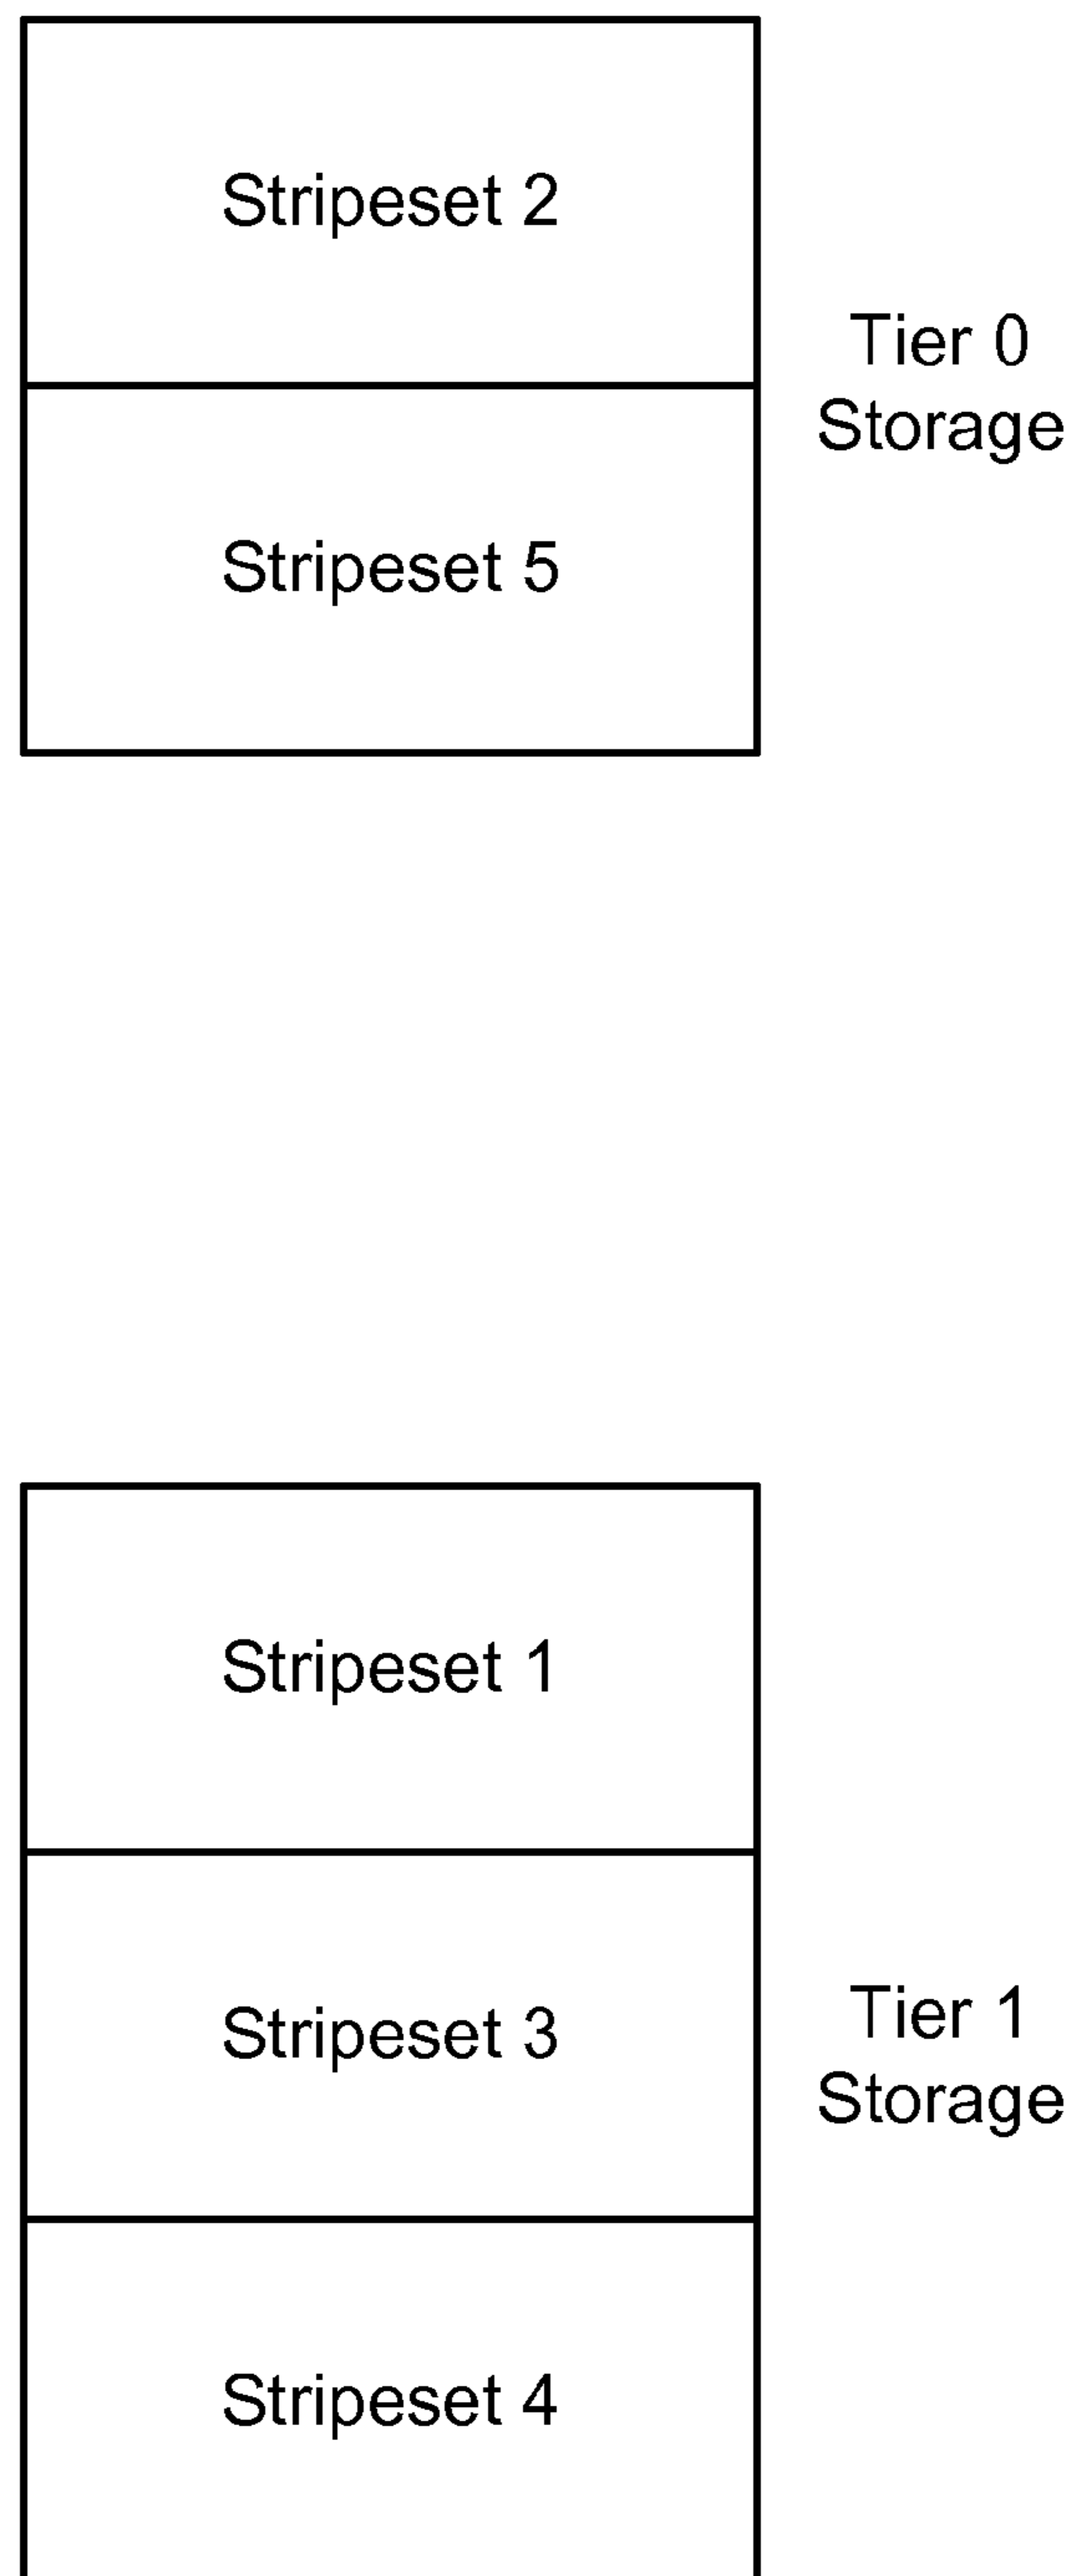 Stripeset 2
Tier 0
Storage
Stripeset 5
Stripeset 1
Stripeset 3
Tier 1
Storage
Stripeset 4